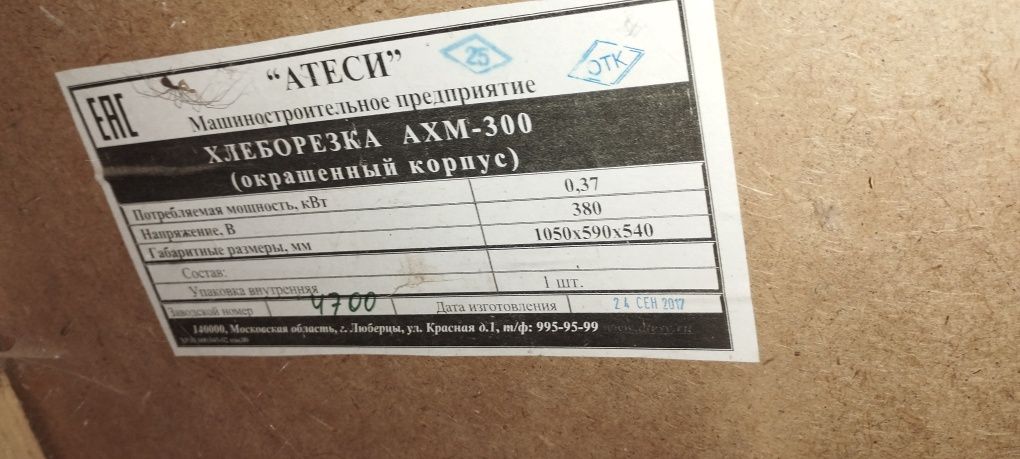 ЕАС
"АТЕСИ"
25
ОТК
Машиностроительное предприятие
ХЛЕБОРЕЗКА АХМ-300
(окрашенный корпус)
Потребляемая мощность, кВт 0,37
Напряжение, В 380
Габаритные размеры, мм 1050х590х540
Состав:
Упаковка внутренняя 1 шт.
Заводской номер 4700 Дата изготовления 24 СЕН 2017
140000, Московская область, г. Люберцы, ул. Красная д.1, т/ф: 995-95-99